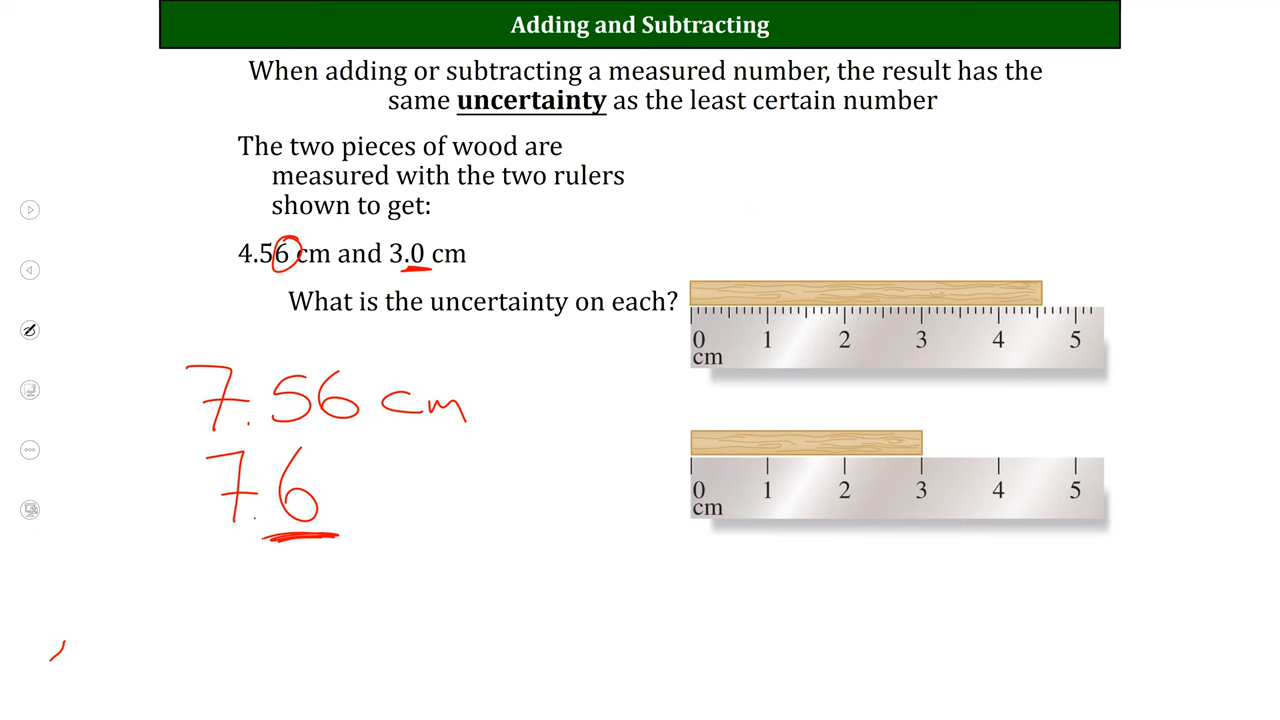 Adding and Subtracting
When adding or subtracting a measured number, the result has the
same uncertainty as the least certain number
The two pieces of wood are
measured with the two rulers
shown to get:
4.56 cm and 3.0 cm
What is the uncertainty on each?
7.56 cm
7.6
0 1 2 3 4 5
cm
0 1 2 3 4 5
cm